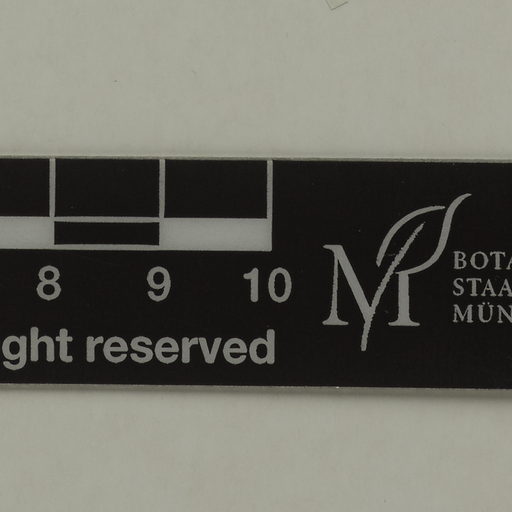 8 9 10
ght reserved
M
BOTA
STAA
MÜN